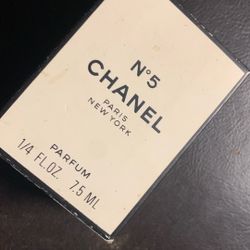 N°5
CHANEL
PARIS
NEW YORK
PARFUM
1/4 FL.OZ. 7.5 ML